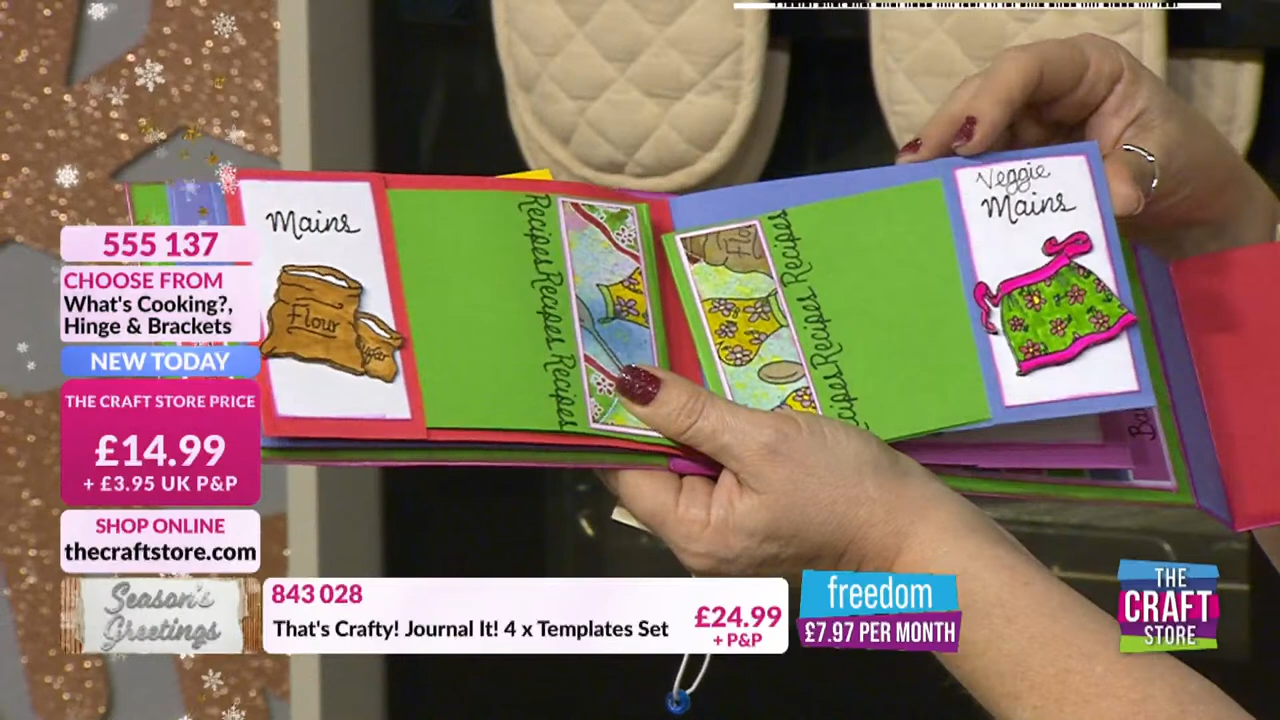 555 137
CHOOSE FROM
What's Cooking?,
Hinge & Brackets
NEW TODAY
THE CRAFT STORE PRICE
£14.99
+ £3.95 UK P&P
SHOP ONLINE
thecraftstore.com
Season's
Greetings
843 028
That's Crafty! Journal It! 4 x Templates Set
£24.99
+ P&P
freedom
£7.97 PER MONTH
THE
CRAFT
STORE
Mains
Flour
Recipes Recipes Recipes
Recipes Recipes
Veggie
Mains